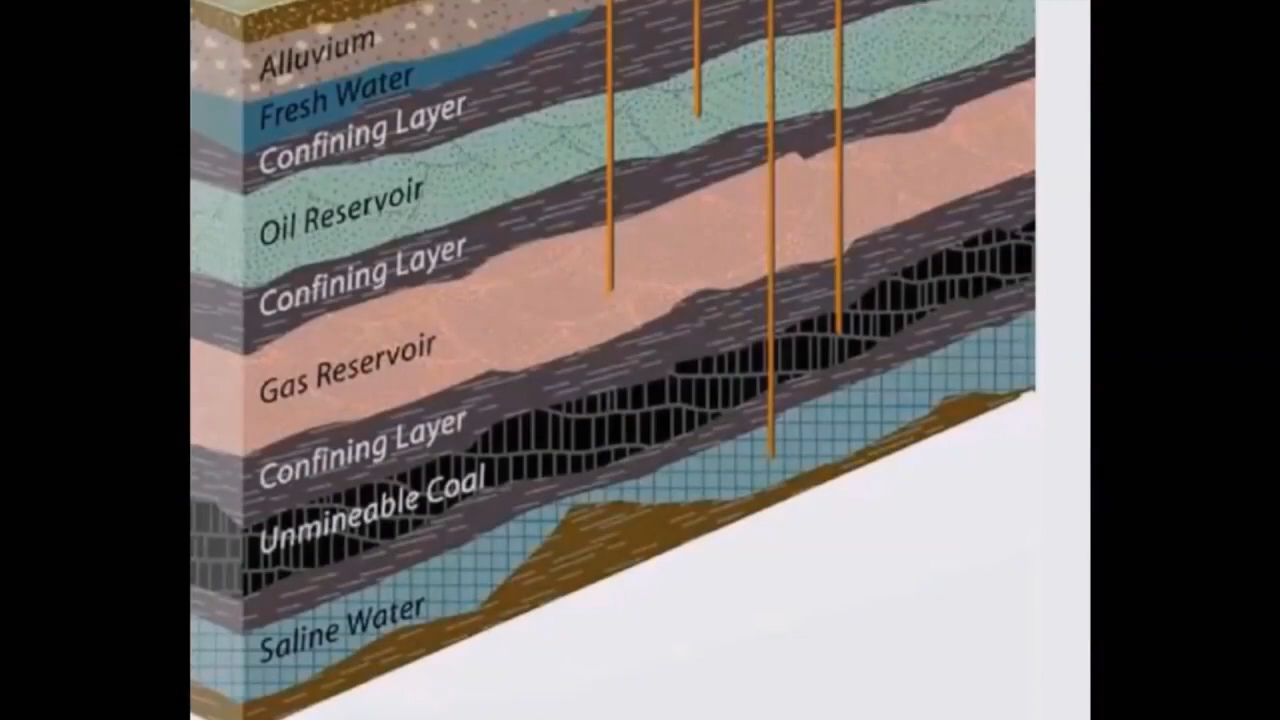 Alluvium
Fresh Water
Confining Layer
Oil Reservoir
Confining Layer
Gas Reservoir
Confining Layer
Unmineable Coal
Saline Water